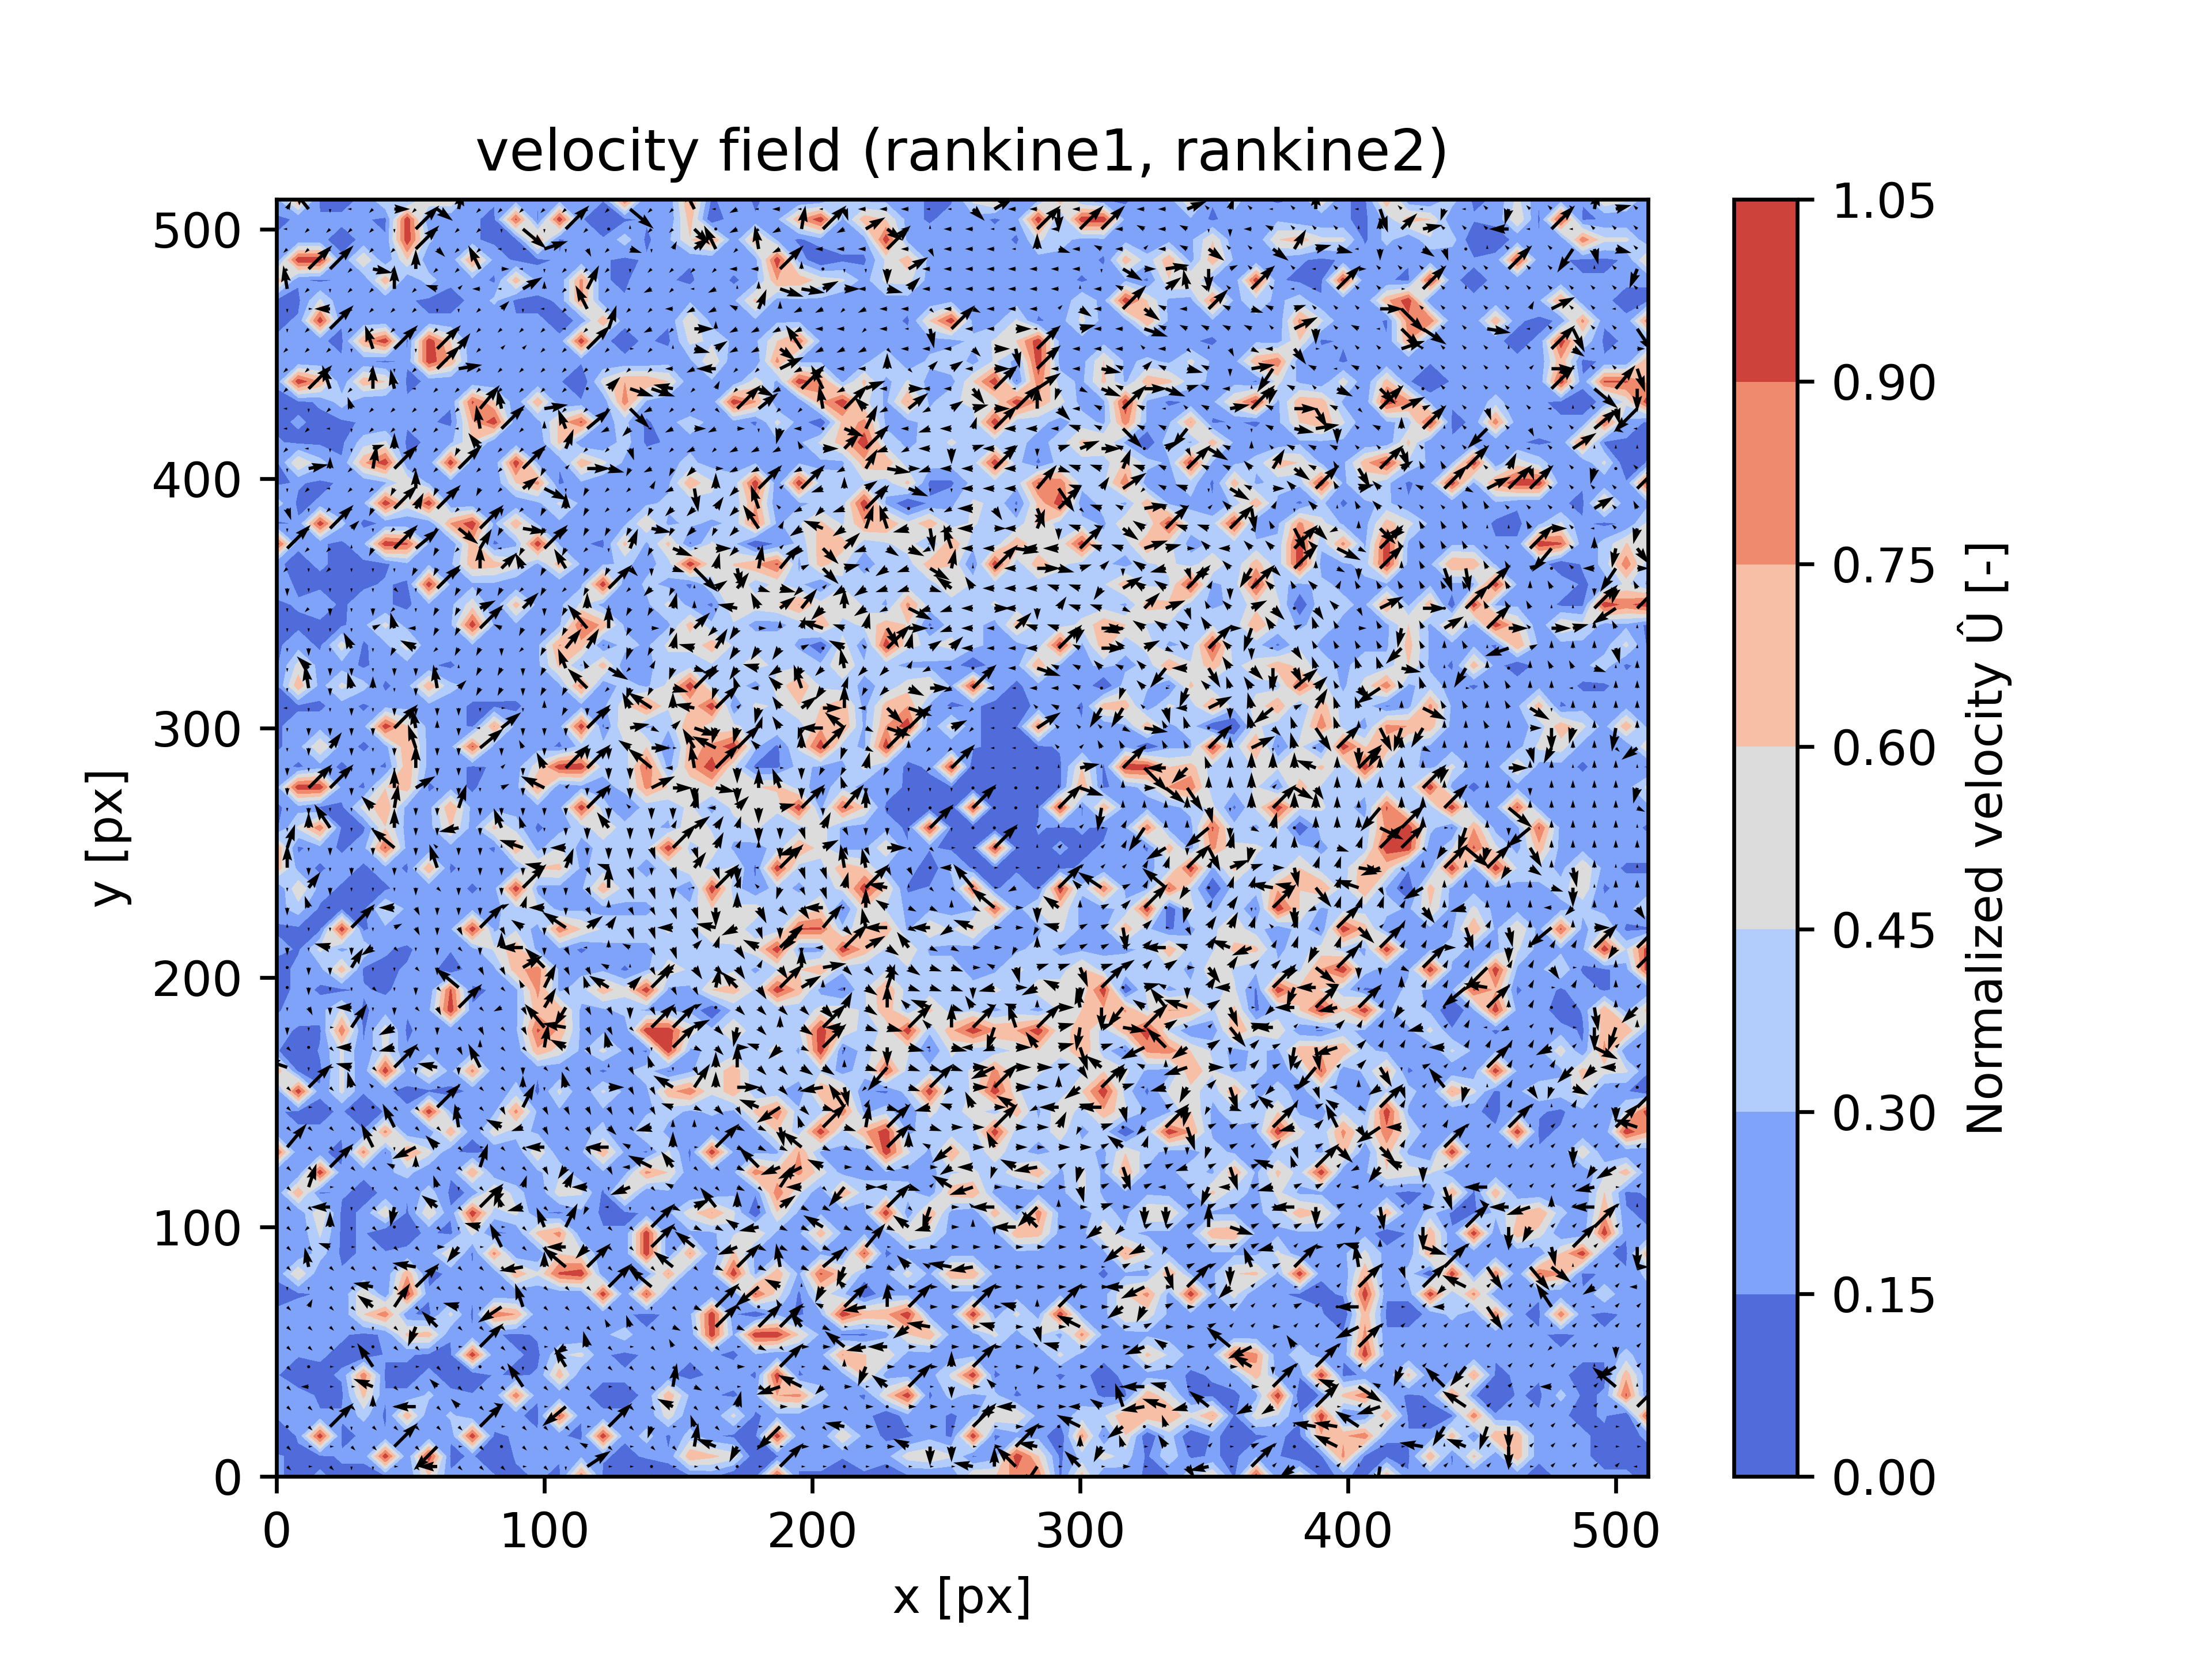 velocity field (rankine1, rankine2)
500
400
300
200
100
0
y [px]
0 100 200 300 400 500
x [px]
1.05
0.90
0.75
0.60
0.45
0.30
0.15
0.00
Normalized velocity Û [-]